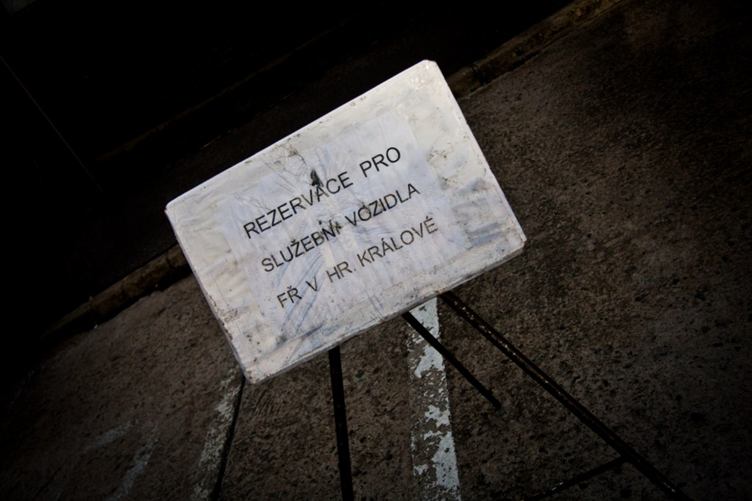 REZERVACE PRO
SLUŽEBNÍ VOZIDLA
FŘ V HR. KRÁLOVÉ